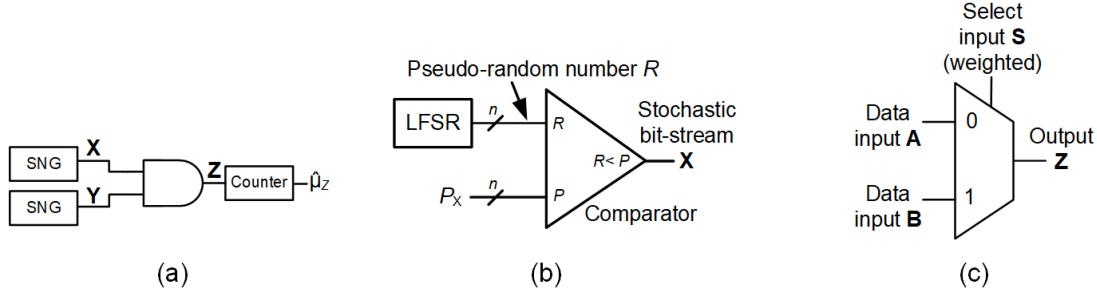 SNG
X
SNG
Y
Z
Counter
μ̂Z
(a)
Pseudo-random number R
LFSR
n
R
Stochastic
bit-stream
X
R< P
PX
n
P
Comparator
(b)
Select
input S
(weighted)
Data
input A
0
Output
Z
Data
input B
1
(c)